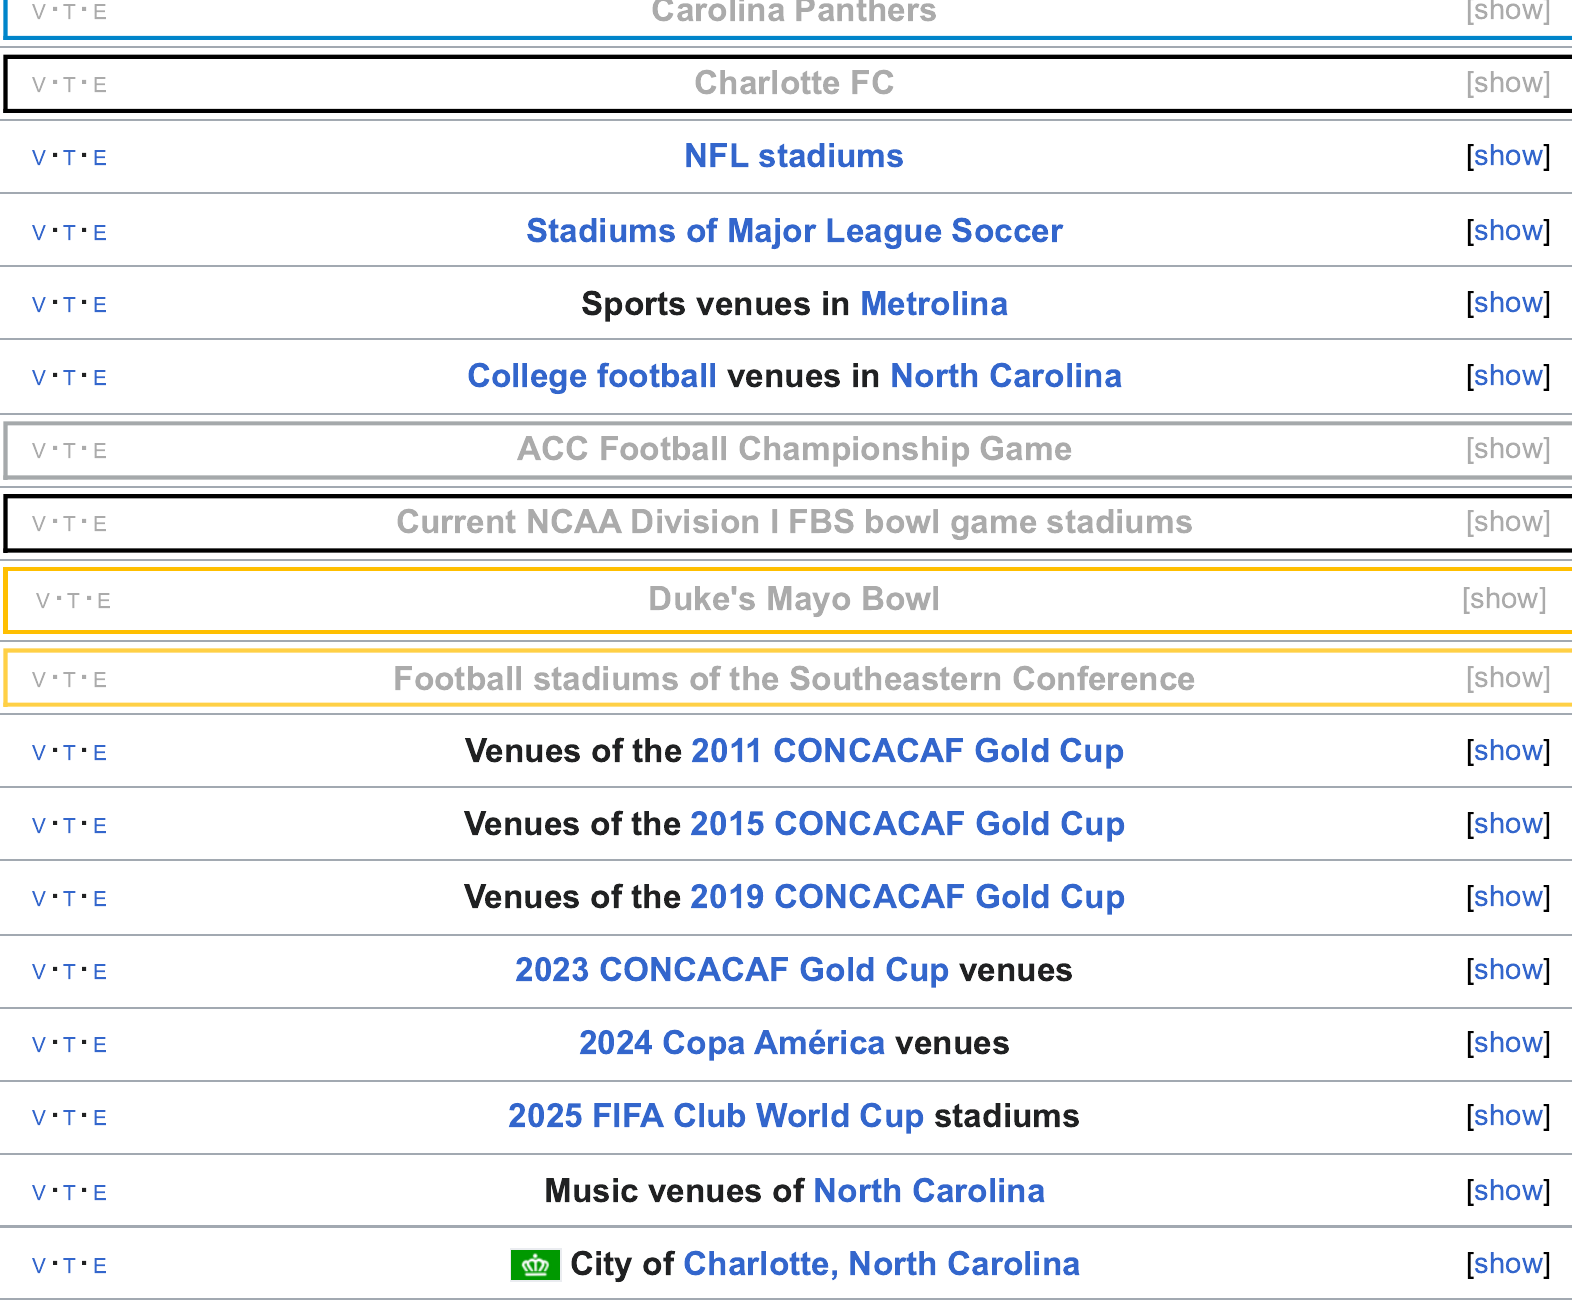 V·T·E Carolina Panthers [show]
V·T·E Charlotte FC [show]
V·T·E NFL stadiums [show]
V·T·E Stadiums of Major League Soccer [show]
V·T·E Sports venues in Metrolina [show]
V·T·E College football venues in North Carolina [show]
V·T·E ACC Football Championship Game [show]
V·T·E Current NCAA Division I FBS bowl game stadiums [show]
V·T·E Duke's Mayo Bowl [show]
V·T·E Football stadiums of the Southeastern Conference [show]
V·T·E Venues of the 2011 CONCACAF Gold Cup [show]
V·T·E Venues of the 2015 CONCACAF Gold Cup [show]
V·T·E Venues of the 2019 CONCACAF Gold Cup [show]
V·T·E 2023 CONCACAF Gold Cup venues [show]
V·T·E 2024 Copa América venues [show]
V·T·E 2025 FIFA Club World Cup stadiums [show]
V·T·E Music venues of North Carolina [show]
V·T·E City of Charlotte, North Carolina [show]